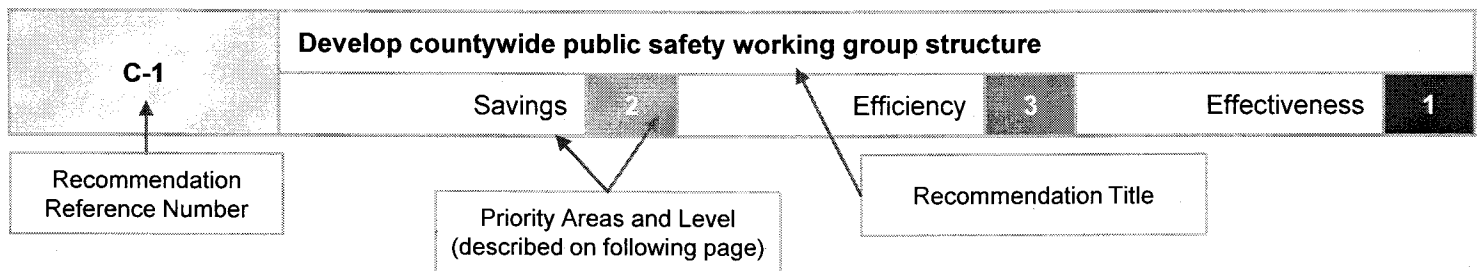 Develop countywide public safety working group structure
C-1
Savings 2 Efficiency 3 Effectiveness 1
Recommendation
Reference Number
Priority Areas and Level
(described on following page)
Recommendation Title